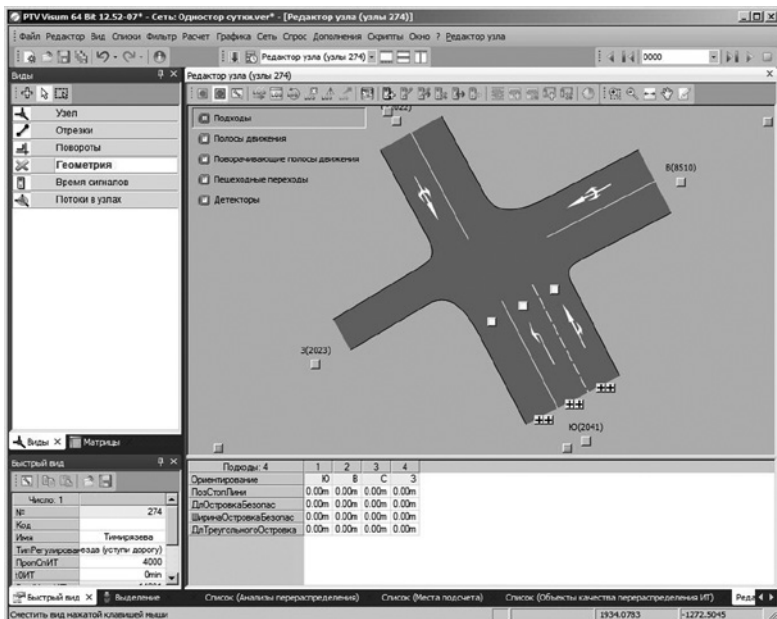 PTV Visum 64 Bit 12.52-07* - Сеть: Одностор сутки.ver* - [Редактор узла (узлы 274)]
Файл Редактор Вид Списки Фильтр Расчет Графика Сеть Спрос Дополнения Скрипты Окно ? Редактор узла
Редактор узла (узлы 274)
0000
Виды
Узел
Отрезки
Повороты
Геометрия
Время сигналов
Потоки в узлах
Виды
Матрицы
Редактор узла (узлы 274)
Подходы
Полосы движения
Поворачивающие полосы движения
Пешеходные переходы
Детекторы
В(8510)
З(2023)
Ю(2041)
Быстрый вид
Число: 1
№ 274
Код
Имя Тимирязева
ПропСпИТ 4000
t0ИТ 0min
Подходы: 4 1 2 3 4
Ориентирование Ю В С З
ПозСтопЛини 0.00m 0.00m 0.00m 0.00m
ДлОстровкаБезопас 0.00m 0.00m 0.00m 0.00m
ШиринаОстровкаБезопас 0.00m 0.00m 0.00m 0.00m
ДлТреугольногоОстровка 0.00m 0.00m 0.00m 0.00m
Быстрый вид
Выделение
Список (Анализы перераспределения)
Список (Места подсчета)
Список (Объекты качества перераспределения ИТ)
Реда
Сместить вид нажатой клавишей мыши
1934.0783
-1272.5045